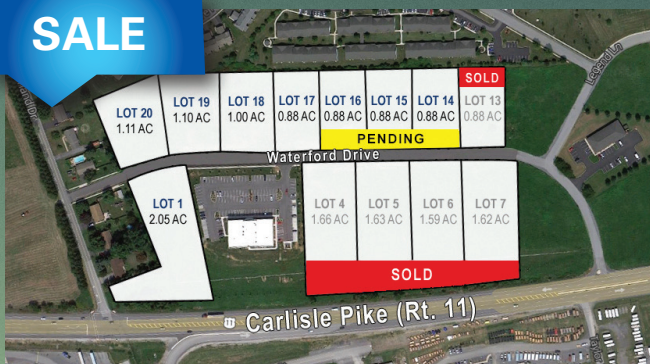 SALE
Legend Ln
SOLD
LOT 20
1.11 AC
LOT 19
1.10 AC
LOT 18
1.00 AC
LOT 17
0.88 AC
LOT 16
0.88 AC
LOT 15
0.88 AC
LOT 14
0.88 AC
LOT 13
0.88 AC
PENDING
Waterford Drive
LOT 1
2.05 AC
LOT 4
1.66 AC
LOT 5
1.63 AC
LOT 6
1.59 AC
LOT 7
1.62 AC
SOLD
11
Carlisle Pike (Rt. 11)